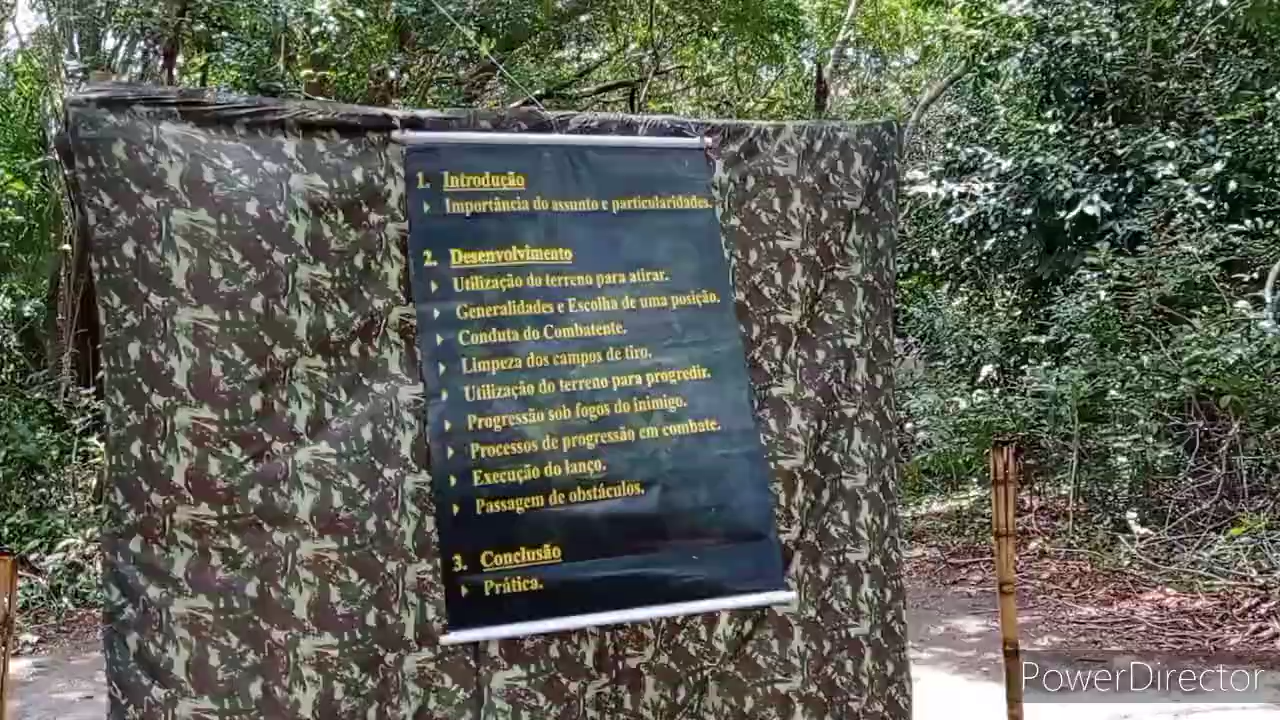 1. Introdução
Importância do assunto e particularidades.
2. Desenvolvimento
Utilização do terreno para atirar.
Generalidades e Escolha de uma posição.
Conduta do Combatente.
Limpeza dos campos de tiro.
Utilização do terreno para progredir.
Progressão sob fogos do inimigo.
Processos de progressão em combate.
Execução do lanço.
Passagem de obstáculos.
3. Conclusão
Prática.
PowerDirector